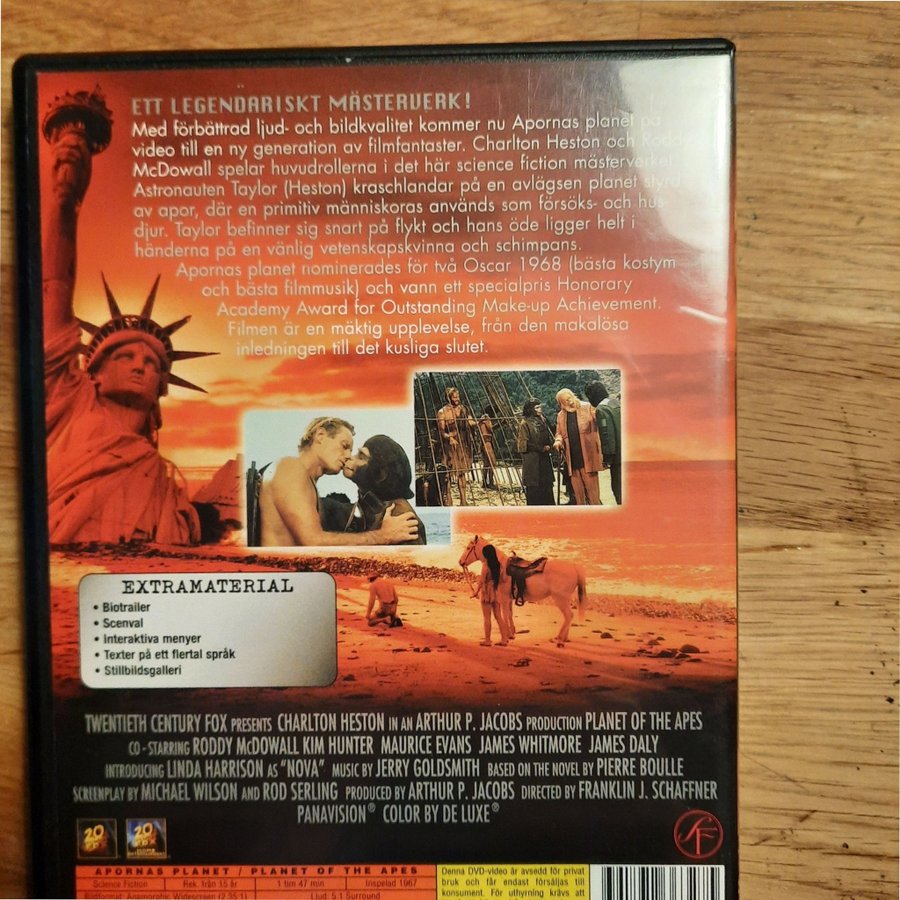 ETT LEGENDARISKT MÄSTERVERK!
Med förbättrad ljud- och bildkvalitet kommer nu Apornas planet på
video till en ny generation av filmfantaster. Charlton Heston och Roddy
McDowall spelar huvudrollerna i det här science fiction mästerverket
Astronauten Taylor (Heston) kraschlandar på en avlägsen planet styrd
av apor, där en primitiv människoras används som försöks- och hus-
djur. Taylor befinner sig snart på flykt och hans öde ligger helt i
händerna på en vänlig vetenskapskvinna och schimpans.
Apornas planet nominerades för två Oscar 1968 (bästa kostym
och bästa filmmusik) och vann ett specialpris Honorary
Academy Award for Outstanding Make-up Achievement.
Filmen är en mäktig upplevelse, från den makalösa
inledningen till det kusliga slutet.
EXTRAMATERIAL
• Biotrailer
• Scenval
• Interaktiva menyer
• Texter på ett flertal språk
• Stillbildsgalleri
TWENTIETH CENTURY FOX PRESENTS CHARLTON HESTON IN AN ARTHUR P. JACOBS PRODUCTION PLANET OF THE APES
CO-STARRING RODDY McDOWALL KIM HUNTER MAURICE EVANS JAMES WHITMORE JAMES DALY
INTRODUCING LINDA HARRISON AS "NOVA" MUSIC BY JERRY GOLDSMITH BASED ON THE NOVEL BY PIERRE BOULLE
SCREENPLAY BY MICHAEL WILSON AND ROD SERLING PRODUCED BY ARTHUR P. JACOBS DIRECTED BY FRANKLIN J. SCHAFFNER
PANAVISION® COLOR BY DE LUXE®
20
20
SF
APORNAS PLANET / PLANET OF THE APES
Science Fiction Rek. från 15 år 1 tim 47 min Inspelad 1967
Bildformat: Anamorphic Widescreen (2.35:1) Ljud: 5.1 Surround
Denna DVD-video är avsedd för privat
bruk och får endast försäljas till
konsument. För uthyrning krävs att